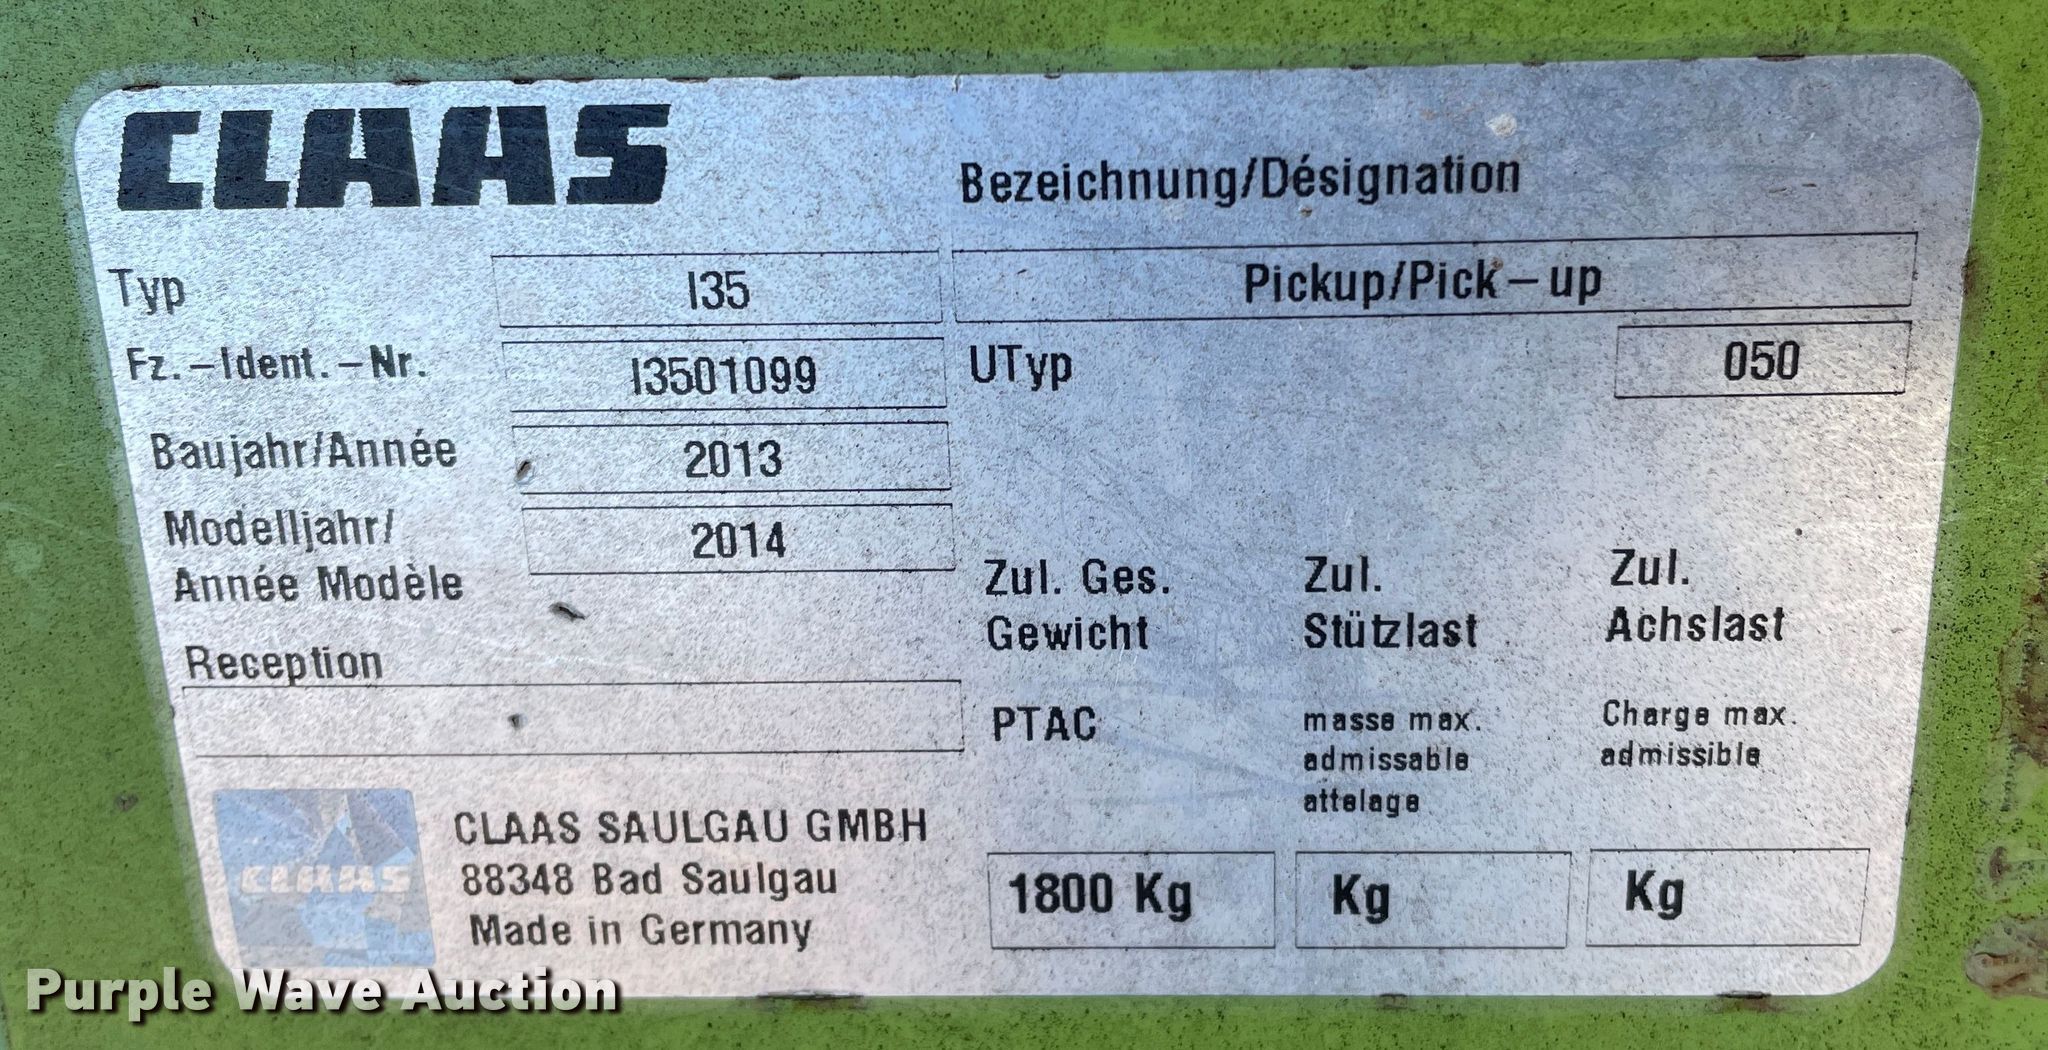 CLAAS
Bezeichnung/Désignation
Typ I35 Pickup/Pick-up
Fz.-Ident.-Nr. I3501099 UTyp 050
Baujahr/Année 2013
Modelljahr/
Année Modèle 2014
Reception
Zul. Ges.
Gewicht
PTAC
1800 Kg
Zul.
Stützlast
masse max.
admissable
attelage
Kg
Zul.
Achslast
Charge max.
admissible
Kg
CLAAS
CLAAS SAULGAU GMBH
88348 Bad Saulgau
Made in Germany
Purple Wave Auction